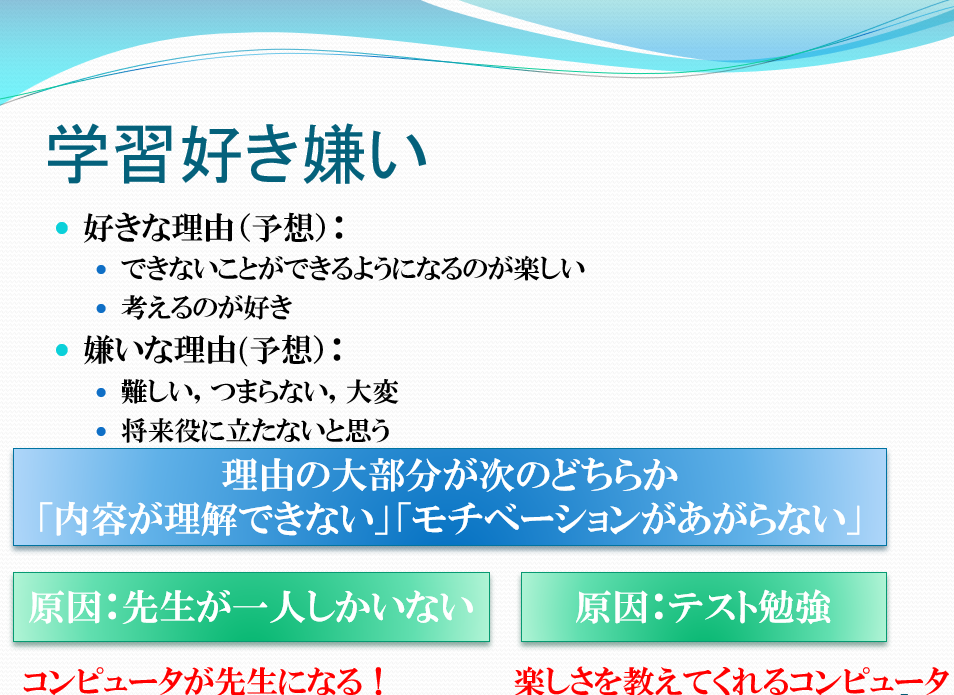 学習好き嫌い
好きな理由（予想）：
できないことができるようになるのが楽しい
考えるのが好き
嫌いな理由(予想）：
難しい，つまらない，大変
将来役に立たないと思う
理由の大部分が次のどちらか
「内容が理解できない」「モチベーションがあがらない」
原因：先生が一人しかいない
原因：テスト勉強
コンピュータが先生になる！
楽しさを教えてくれるコンピュータ